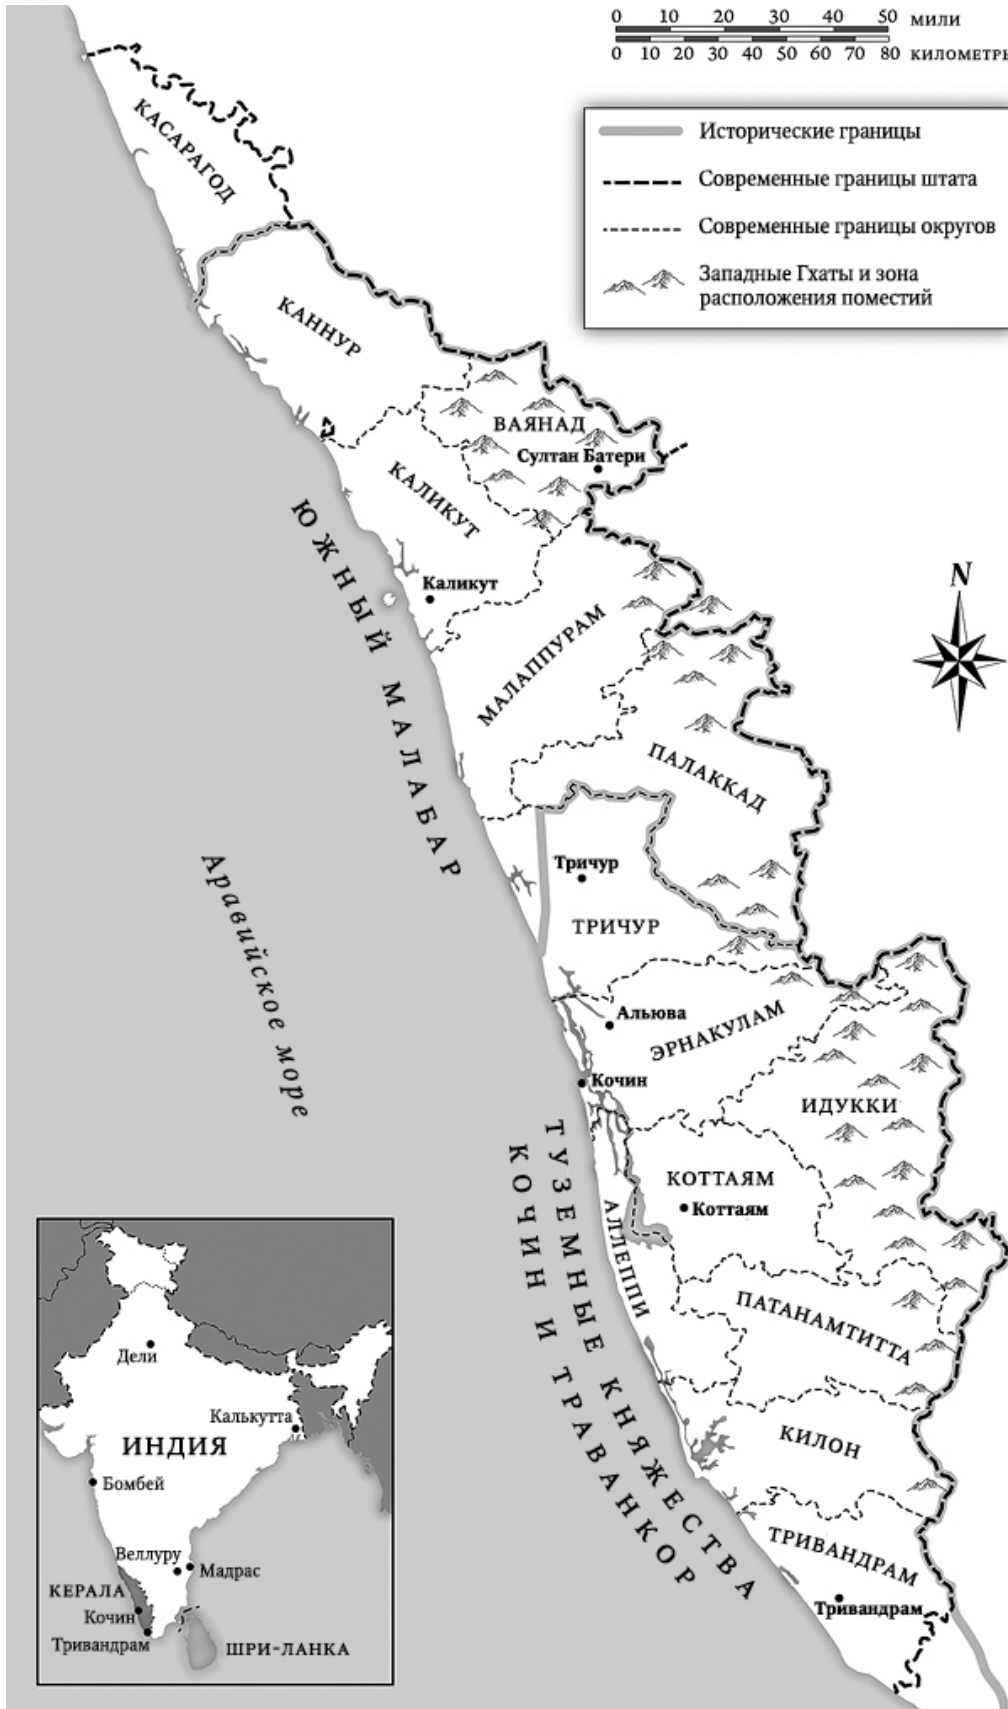 0 10 20 30 40 50 МИЛИ
0 10 20 30 40 50 60 70 80 КИЛОМЕТРЫ
Исторические границы
Современные границы штата
Современные границы округов
Западные Гхаты и зона
расположения поместий
КАСАРАГОД
КАННУР
ВАЯНАД
Султан Батери
КАЛИКУТ
Каликут
N
ЮЖНЫЙ МАЛАБАР
МАЛАППУРАМ
ПАЛАККАД
Тричур
ТРИЧУР
Аравийское море
Альюва
ЭРНАКУЛАМ
Кочин
ИДУККИ
ТУЗЕМНЫЕ КНЯЖЕСТВА
КОЧИН И ТРАВАНКОР
КОТТАЯМ
Коттаям
АЛЛЕППИ
ПАТАНАМТИТТА
КИЛОН
ТРИВАНДРАМ
Тривандрам
Дели
Калькутта
ИНДИЯ
Бомбей
Веллуру
Мадрас
КЕРАЛА
Кочин
Тривандрам
ШРИ-ЛАНКА